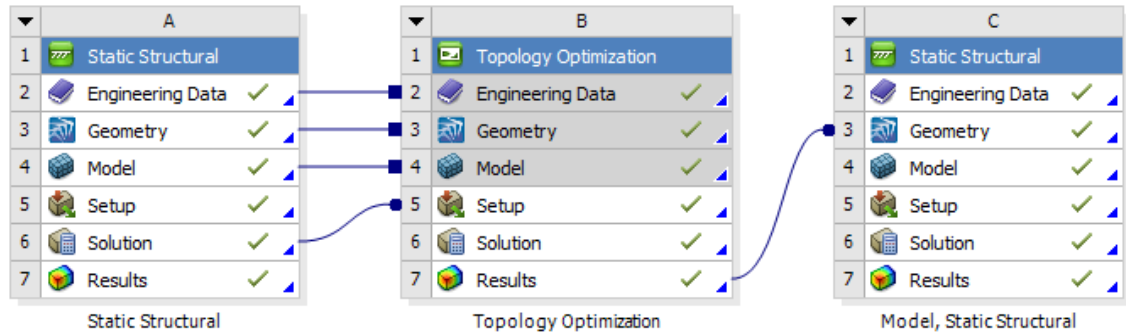 A
1 Static Structural
2 Engineering Data
3 Geometry
4 Model
5 Setup
6 Solution
7 Results
Static Structural
B
1 Topology Optimization
2 Engineering Data
3 Geometry
4 Model
5 Setup
6 Solution
7 Results
Topology Optimization
C
1 Static Structural
2 Engineering Data
3 Geometry
4 Model
5 Setup
6 Solution
7 Results
Model, Static Structural